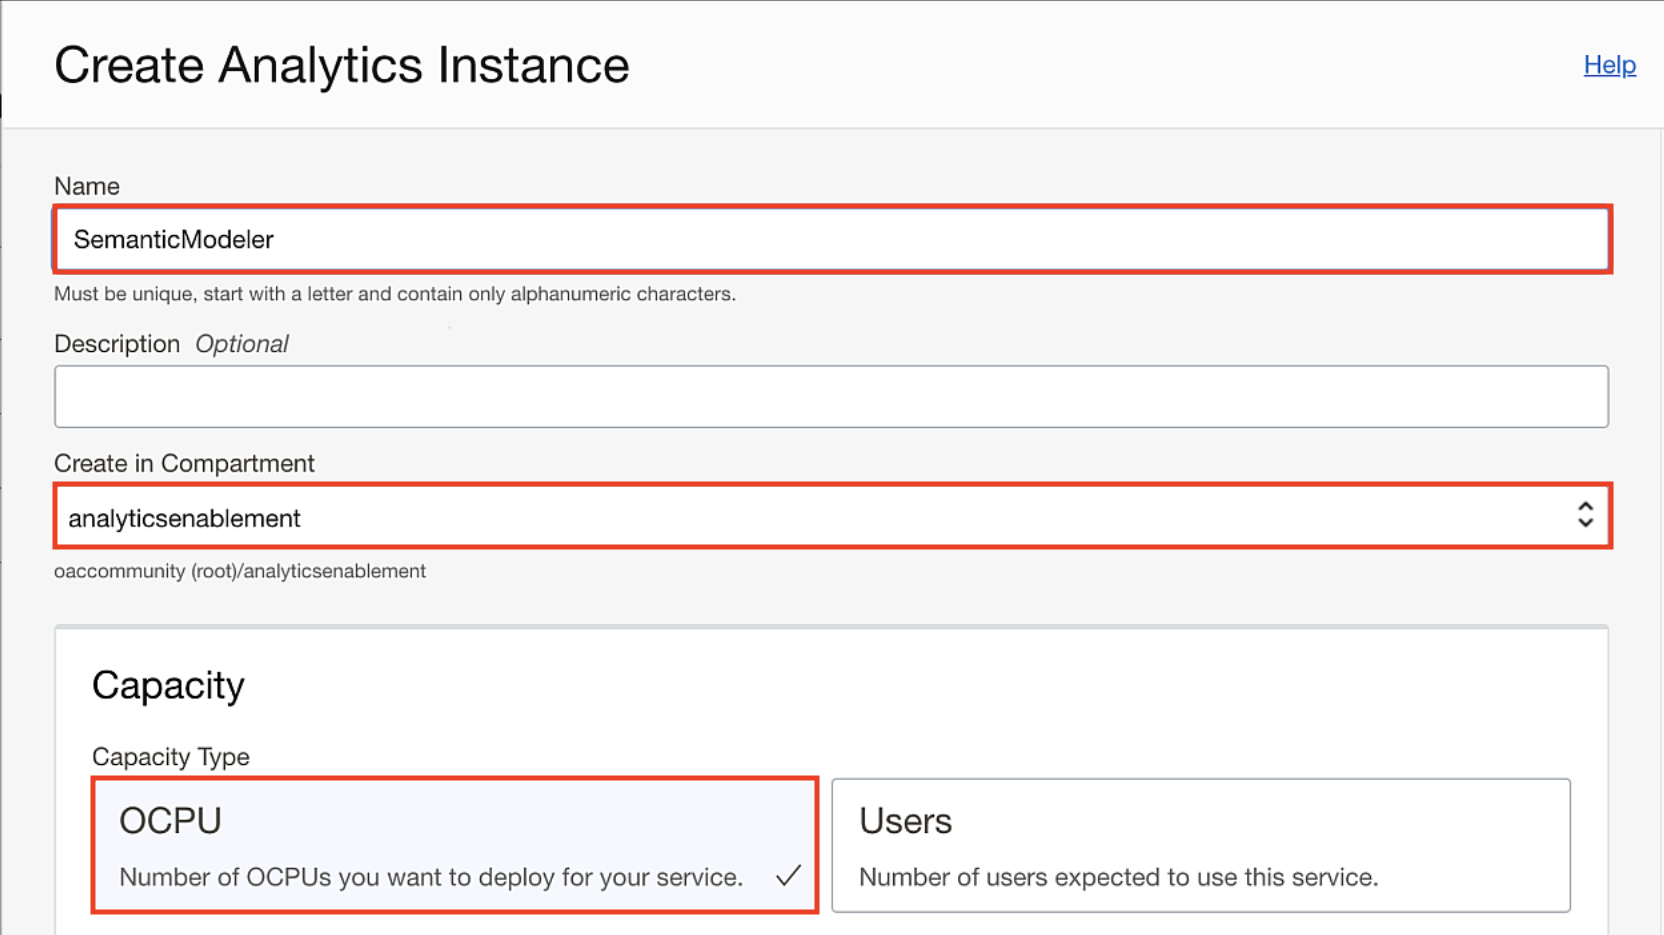 Create Analytics Instance
Help
Name
SemanticModeler
Must be unique, start with a letter and contain only alphanumeric characters.
Description Optional
Create in Compartment
analyticsenablement
oaccommunity (root)/analyticsenablement
Capacity
Capacity Type
OCPU
Number of OCPUs you want to deploy for your service.
Users
Number of users expected to use this service.